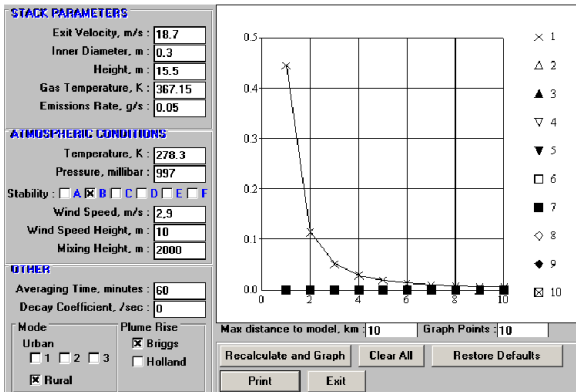 STACK PARAMETERS
Exit Velocity, m/s : 18.7
Inner Diameter, m : 0.3
Height, m : 15.5
Gas Temperature, K : 367.15
Emissions Rate, g/s : 0.05
ATMOSPHERIC CONDITIONS
Temperature, K : 278.3
Pressure, millibar : 997
Stability : A B C D E F
Wind Speed, m/s : 2.9
Wind Speed Height, m : 10
Mixing Height, m : 2000
OTHER
Averaging Time, minutes : 60
Decay Coefficient, /sec : 0
Mode
Urban
1 2 3
Rural
Plume Rise
Briggs
Holland
0.5
0.4
0.3
0.2
0.1
0.0
0 2 4 6 8 10
1
2
3
4
5
6
7
8
9
10
Max distance to model, km : 10 Graph Points : 10
Recalculate and Graph Clear All Restore Defaults
Print Exit